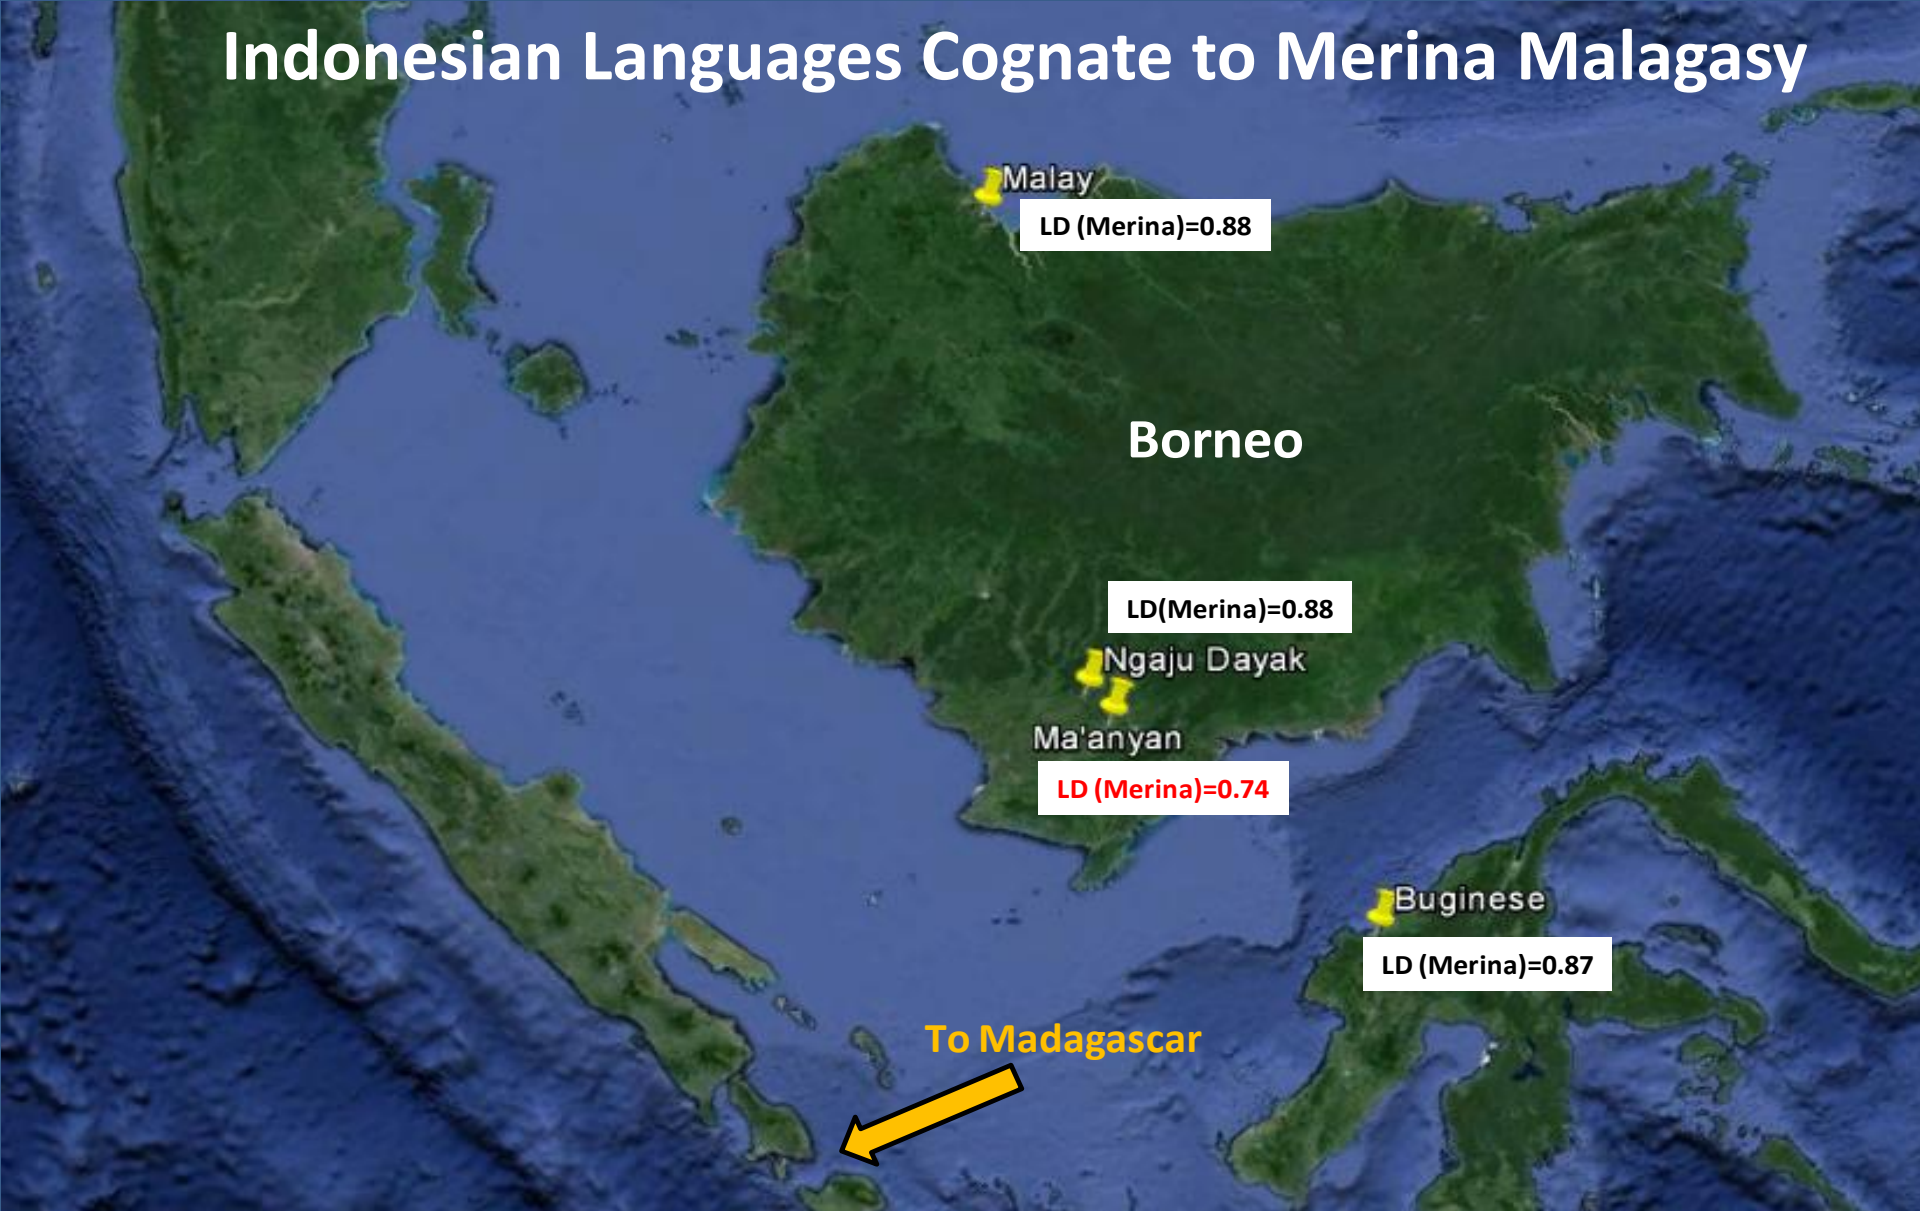 Indonesian Languages Cognate to Merina Malagasy
Malay
LD (Merina)=0.88
Borneo
LD(Merina)=0.88
Ngaju Dayak
Ma'anyan
LD (Merina)=0.74
Buginese
LD (Merina)=0.87
To Madagascar